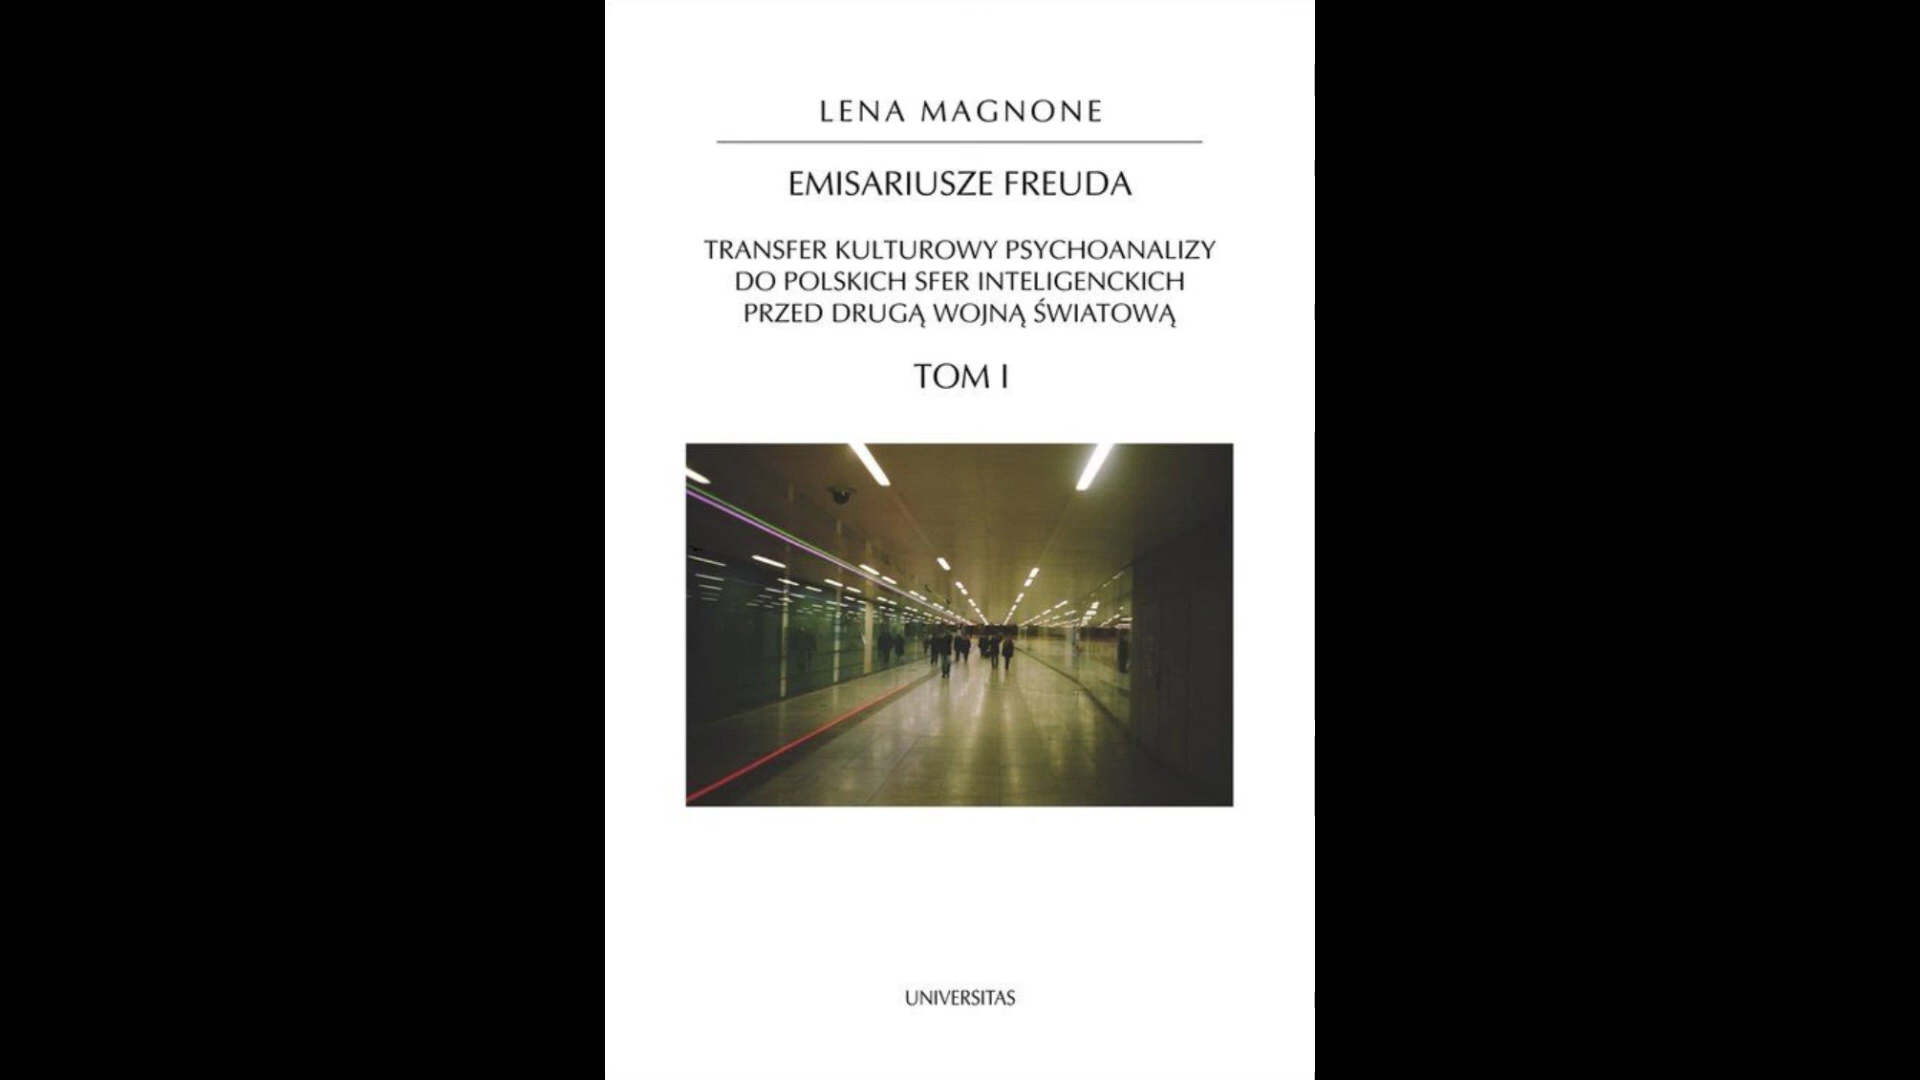 LENA MAGNONE
EMISARIUSZE FREUDA
TRANSFER KULTUROWY PSYCHOANALIZY
DO POLSKICH SFER INTELIGENCKICH
PRZED DRUGĄ WOJNĄ ŚWIATOWĄ
TOM I
UNIVERSITAS